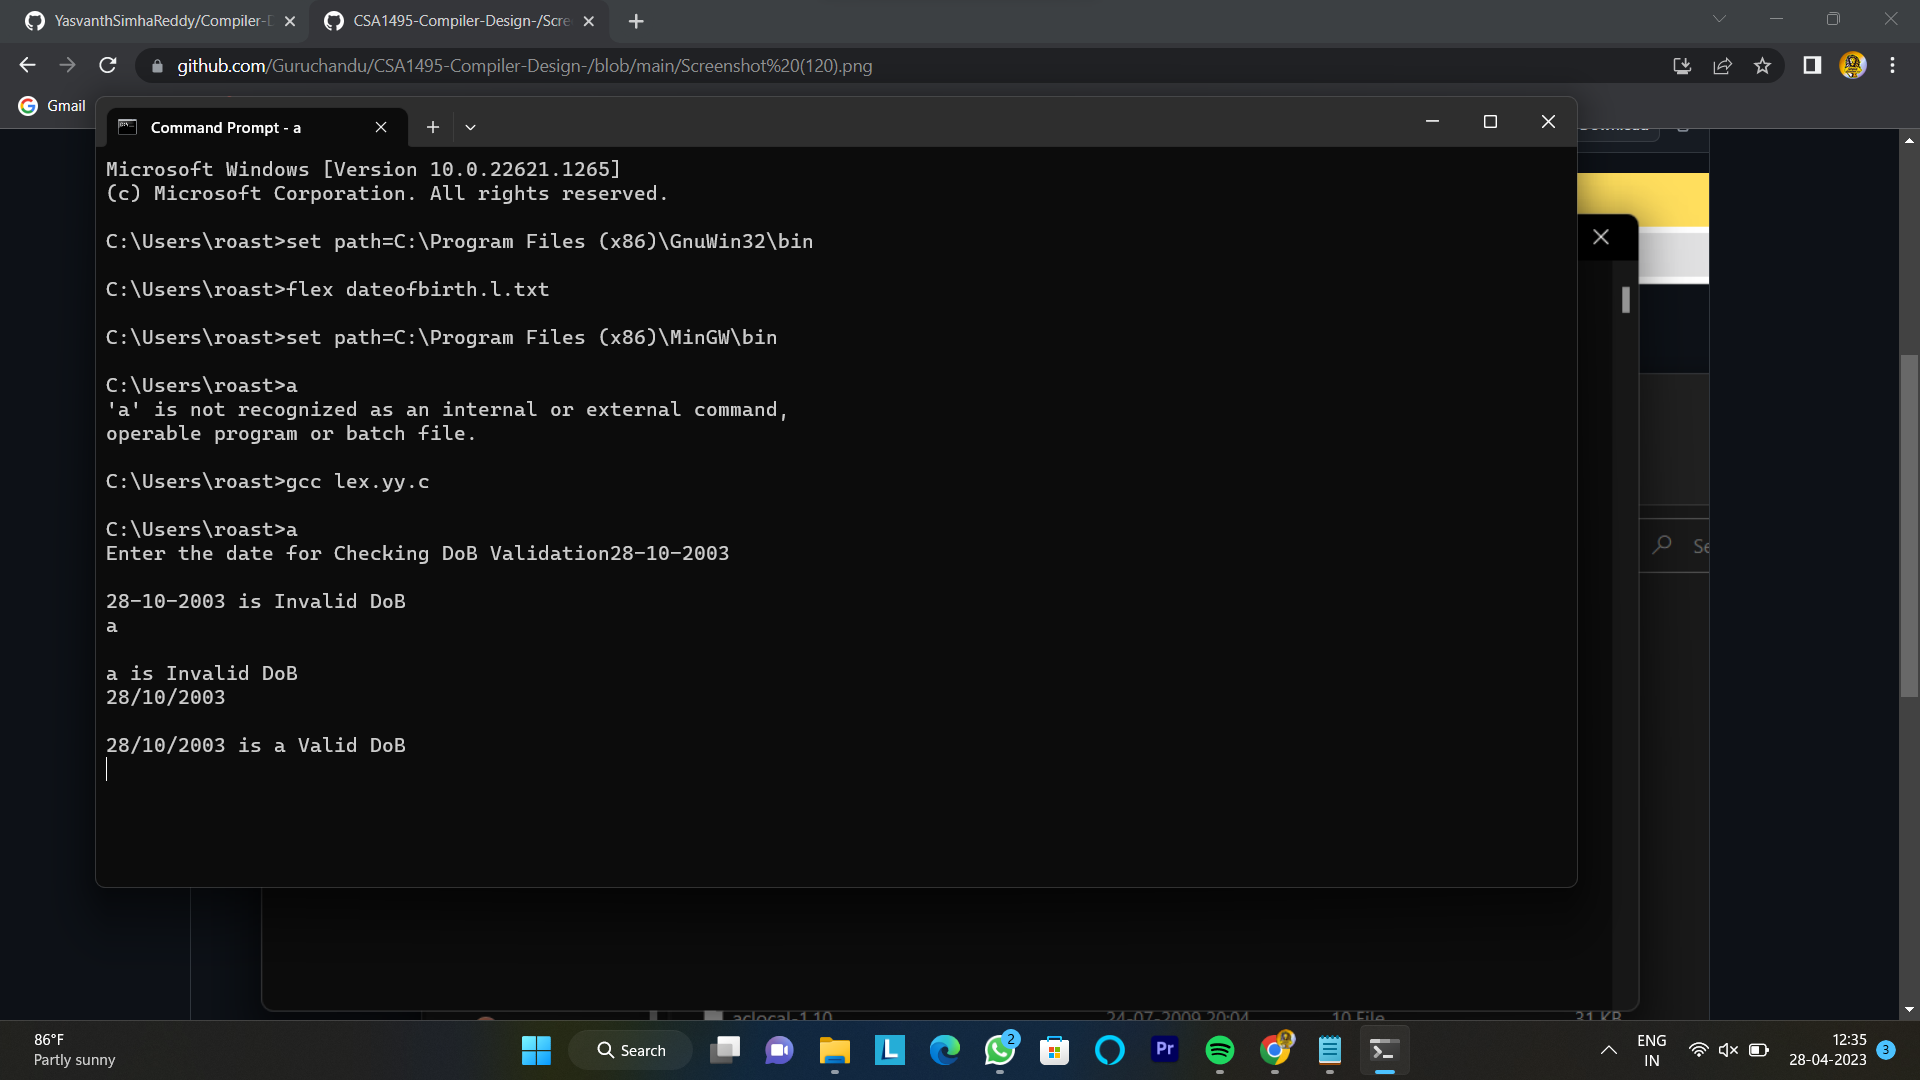 YasvanthSimhaReddy/Compiler-D
CSA1495-Compiler-Design-/Scre
github.com/Guruchandu/CSA1495-Compiler-Design-/blob/main/Screenshot%20(120).png
Gmail
Command Prompt - a
Download
Microsoft Windows [Version 10.0.22621.1265]
(c) Microsoft Corporation. All rights reserved.
C:\Users\roast>set path=C:\Program Files (x86)\GnuWin32\bin
C:\Users\roast>flex dateofbirth.l.txt
C:\Users\roast>set path=C:\Program Files (x86)\MinGW\bin
C:\Users\roast>a
'a' is not recognized as an internal or external command,
operable program or batch file.
C:\Users\roast>gcc lex.yy.c
C:\Users\roast>a
Enter the date for Checking DoB Validation28-10-2003
Se
28-10-2003 is Invalid DoB
a
a is Invalid DoB
28/10/2003
28/10/2003 is a Valid DoB
aclocal-1.10 24-07-2009 20:04 10 File 31 KB
86°F
Partly sunny
Search
L
2
Pr
ENG
IN
12:35
28-04-2023
3